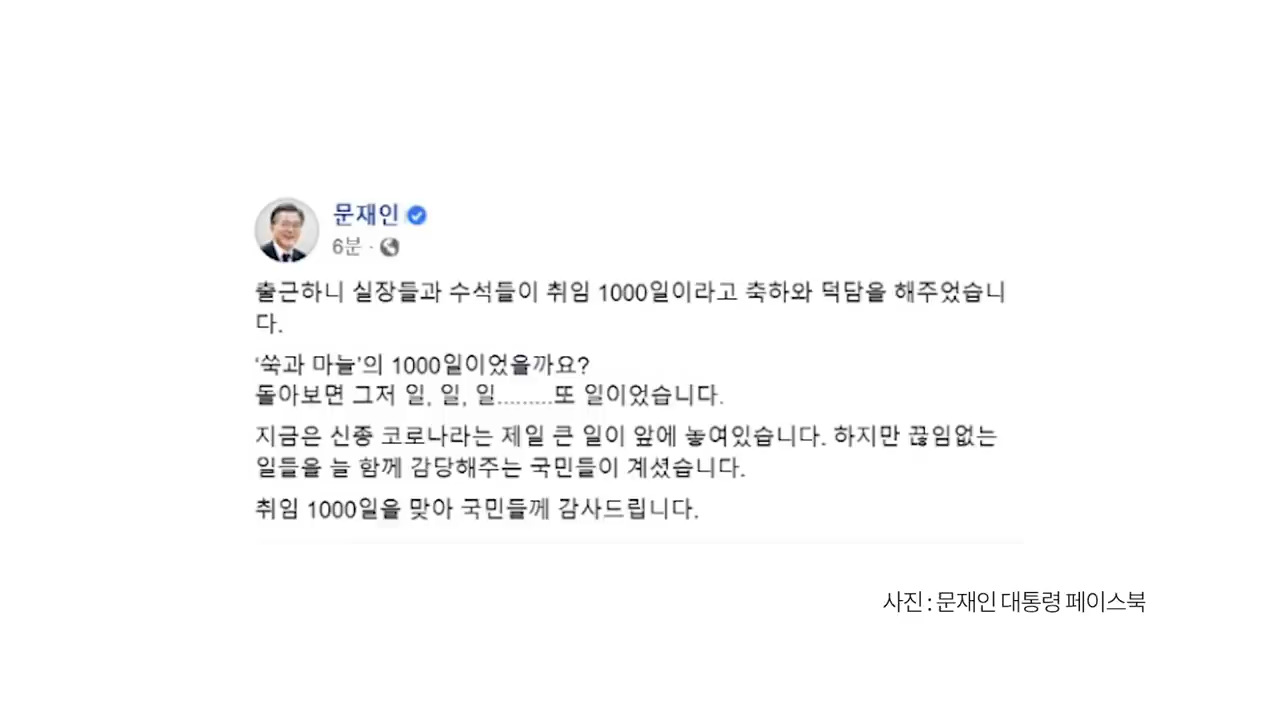 문재인
6분 ·
출근하니 실장들과 수석들이 취임 1000일이라고 축하와 덕담을 해주었습니
다.
‘쑥과 마늘’의 1000일이었을까요?
돌아보면 그저 일, 일, 일.........또 일이었습니다.
지금은 신종 코로나라는 제일 큰 일이 앞에 놓여있습니다. 하지만 끊임없는
일들을 늘 함께 감당해주는 국민들이 계셨습니다.
취임 1000일을 맞아 국민들께 감사드립니다.
사진 : 문재인 대통령 페이스북